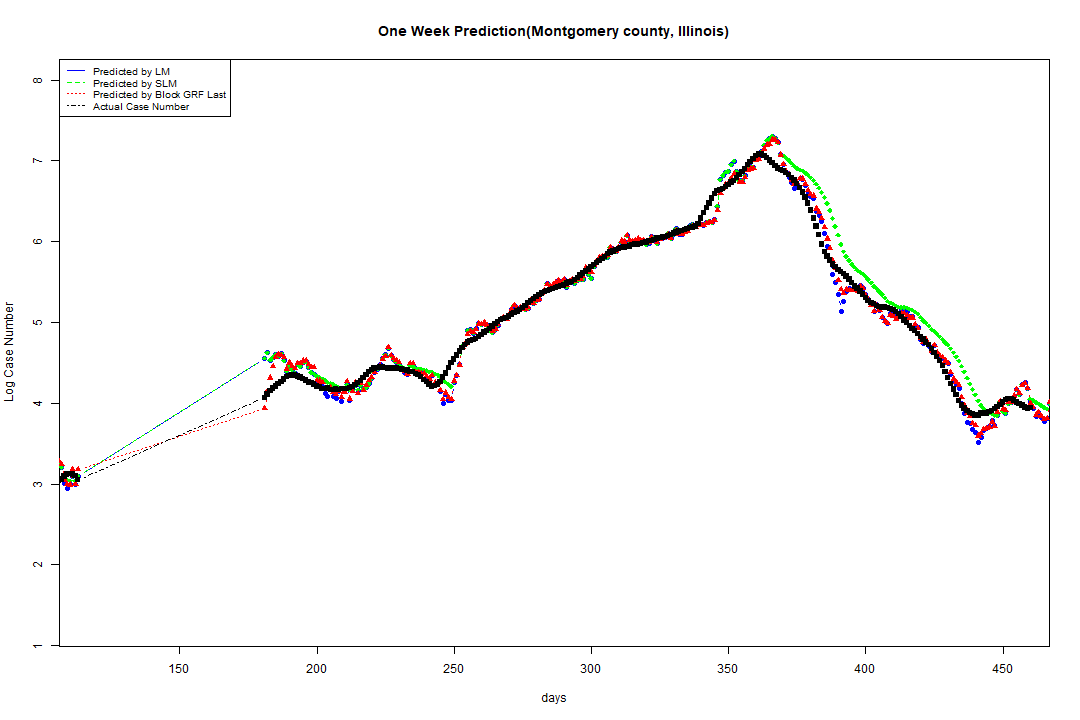 One Week Prediction(Montgomery county, Illinois)
Predicted by LM
Predicted by SLM
Predicted by Block GRF Last
Actual Case Number
Log Case Number
8
7
6
5
4
3
2
1
150 200 250 300 350 400 450
days